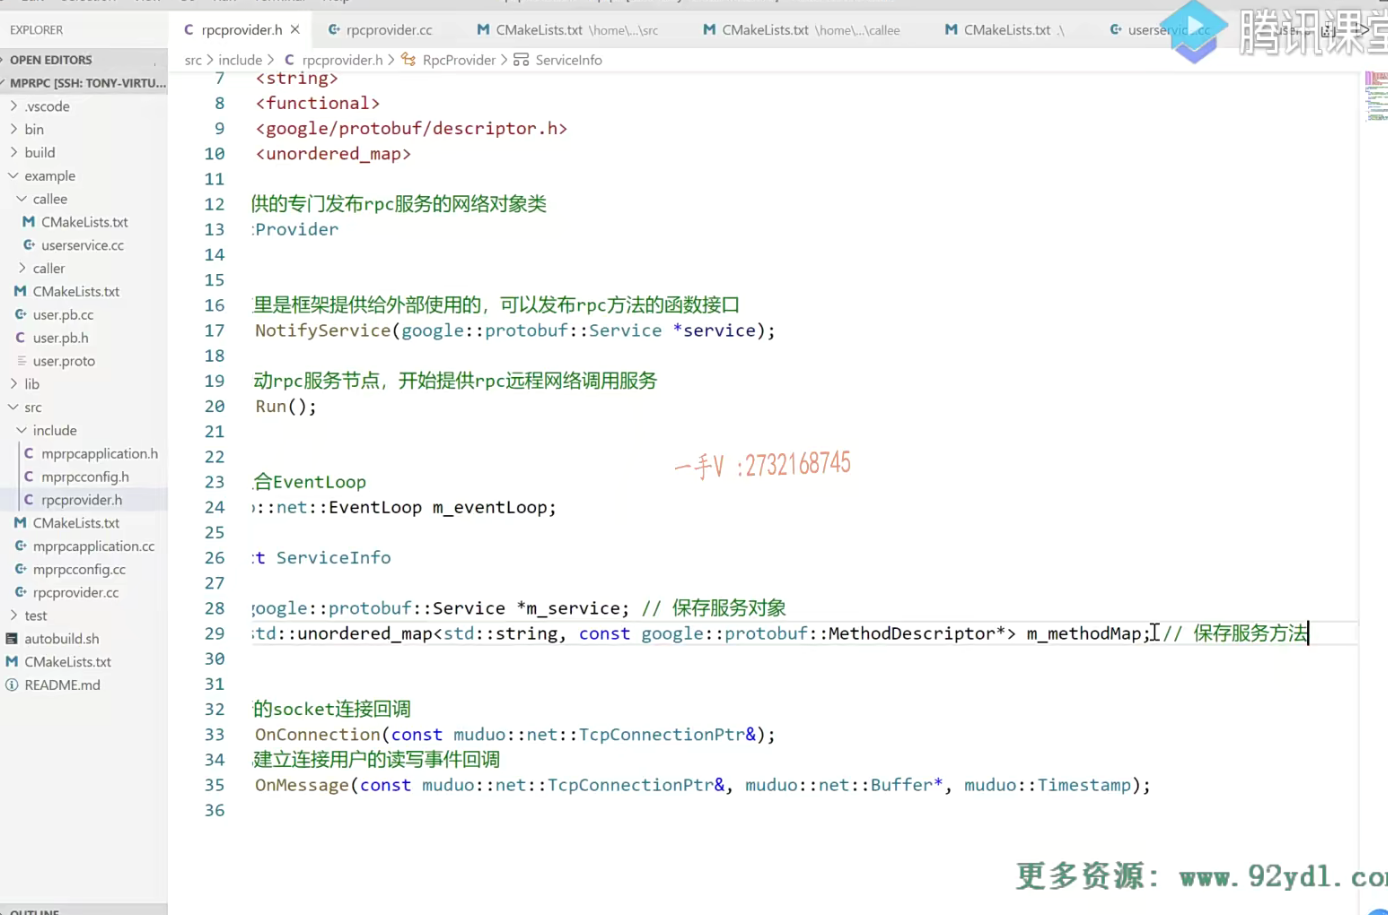 EXPLORER
rpcprovider.h ×
rpcprovider.cc
CMakeLists.txt \home\...\src
CMakeLists.txt \home\...\callee
CMakeLists.txt .\
腾讯课堂
OPEN EDITORS
src > include > C rpcprovider.h > RpcProvider > ServiceInfo
MPRPC [SSH: TONY-VIRTU...
.vscode
bin
build
example
callee
CMakeLists.txt
userservice.cc
caller
CMakeLists.txt
user.pb.cc
user.pb.h
user.proto
lib
src
include
mprpcapplication.h
mprpcconfig.h
rpcprovider.h
CMakeLists.txt
mprpcapplication.cc
mprpcconfig.cc
rpcprovider.cc
test
autobuild.sh
CMakeLists.txt
README.md
OUTLINE
7 <string>
8 <functional>
9 <google/protobuf/descriptor.h>
10 <unordered_map>
11
12 供的专门发布rpc服务的网络对象类
13 :Provider
14
15
16 里是框架提供给外部使用的，可以发布rpc方法的函数接口
17 NotifyService(google::protobuf::Service *service);
18
19 动rpc服务节点，开始提供rpc远程网络调用服务
20 Run();
21
22
23 合EventLoop
24 ::net::EventLoop m_eventLoop;
25
26 t ServiceInfo
27
28 google::protobuf::Service *m_service; // 保存服务对象
29 std::unordered_map<std::string, const google::protobuf::MethodDescriptor*> m_methodMap; // 保存服务方法
30
31
32 的socket连接回调
33 OnConnection(const muduo::net::TcpConnectionPtr&);
34 建立连接用户的读写事件回调
35 OnMessage(const muduo::net::TcpConnectionPtr&, muduo::net::Buffer*, muduo::Timestamp);
36
一手V :2732168745
更多资源: www.92ydl.co